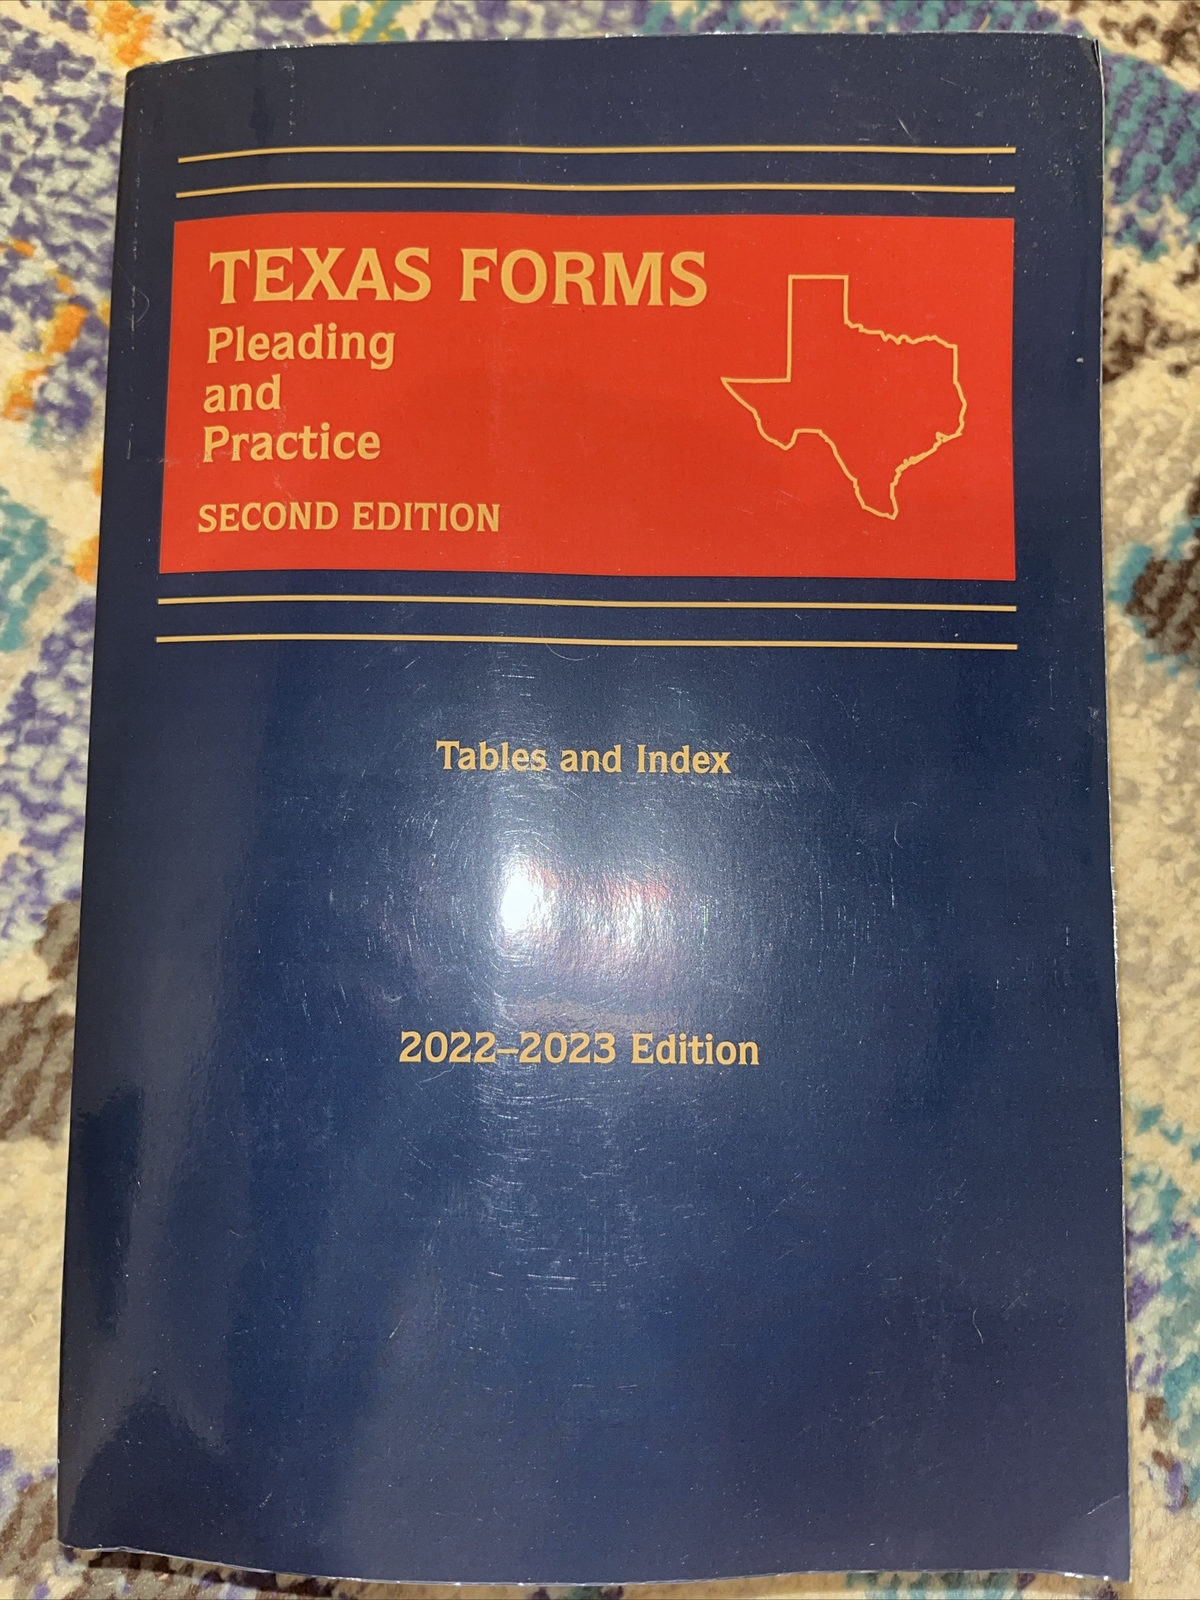 TEXAS FORMS
Pleading
and
Practice
SECOND EDITION
Tables and Index
2022–2023 Edition